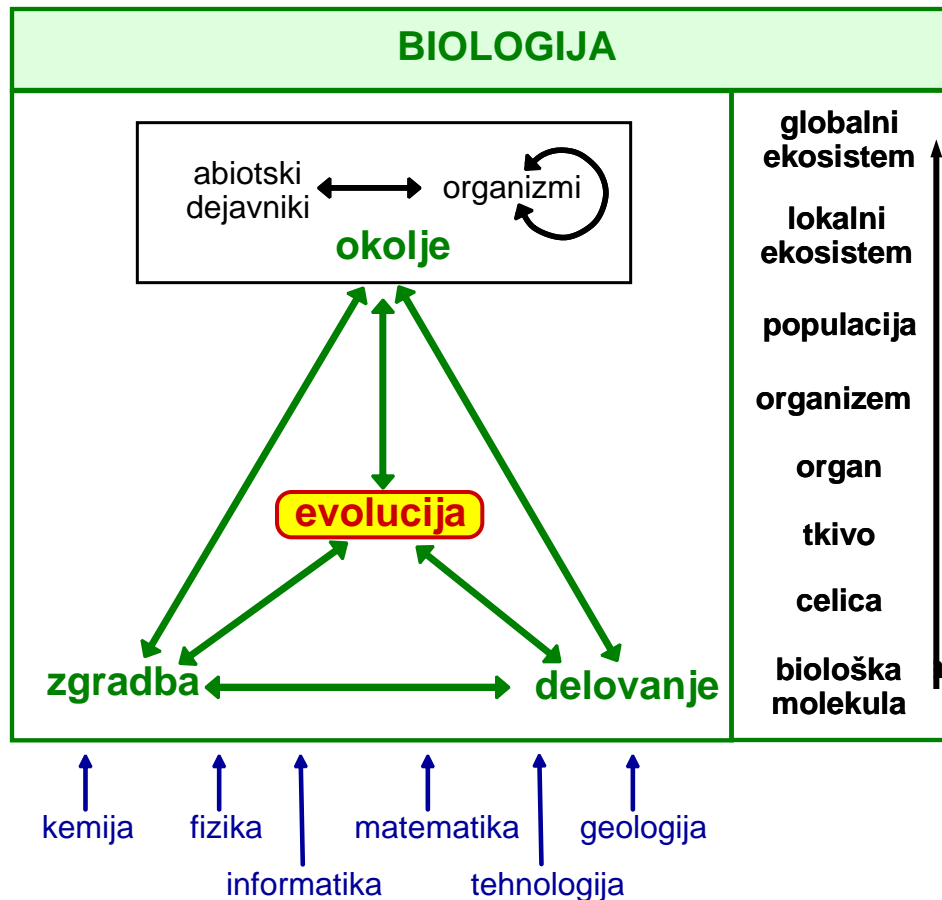 BIOLOGIJA
abiotski
dejavniki
organizmi
okolje
evolucija
zgradba
delovanje
globalni
ekosistem
lokalni
ekosistem
populacija
organizem
organ
tkivo
celica
biološka
molekula
kemija
fizika
matematika
geologija
informatika
tehnologija